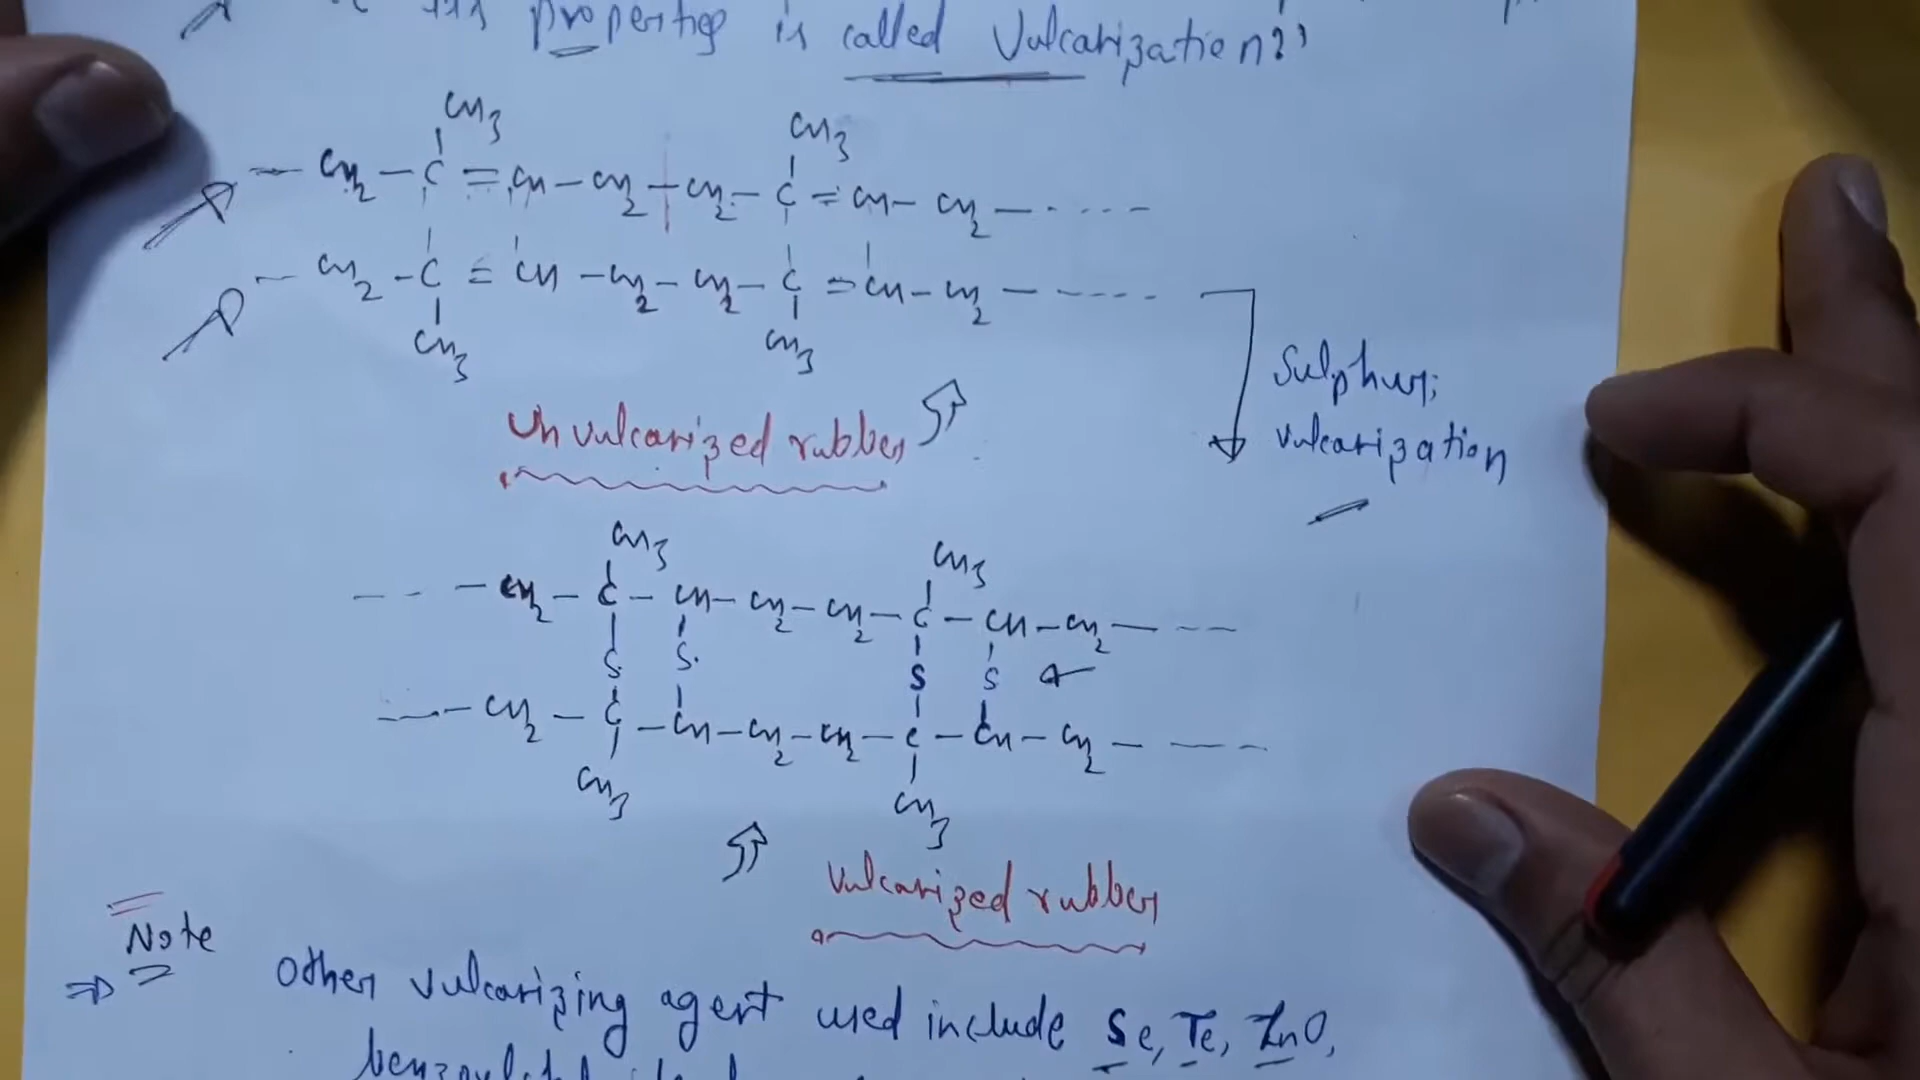 properties is called Vulcanization"
CH3 CH3
-- CH2 - C = CH - CH2 - CH2 - C = CH - CH2 - ----
-- CH2 - C = CH - CH2 - CH2 - C = CH - CH2 - ----
CH3 CH3
Sulphur,
vulcanization
Unvulcanized rubber
CH3 CH3
--- CH2 - C - CH - CH2 - CH2 - C - CH - CH2 - ---
S S S S
--- CH2 - C - CH - CH2 - CH2 - C - CH - CH2 - ---
CH3 CH3
Vulcanized rubber
Note
⇒ Other vulcanizing agent used include Se, Te, ZnO,